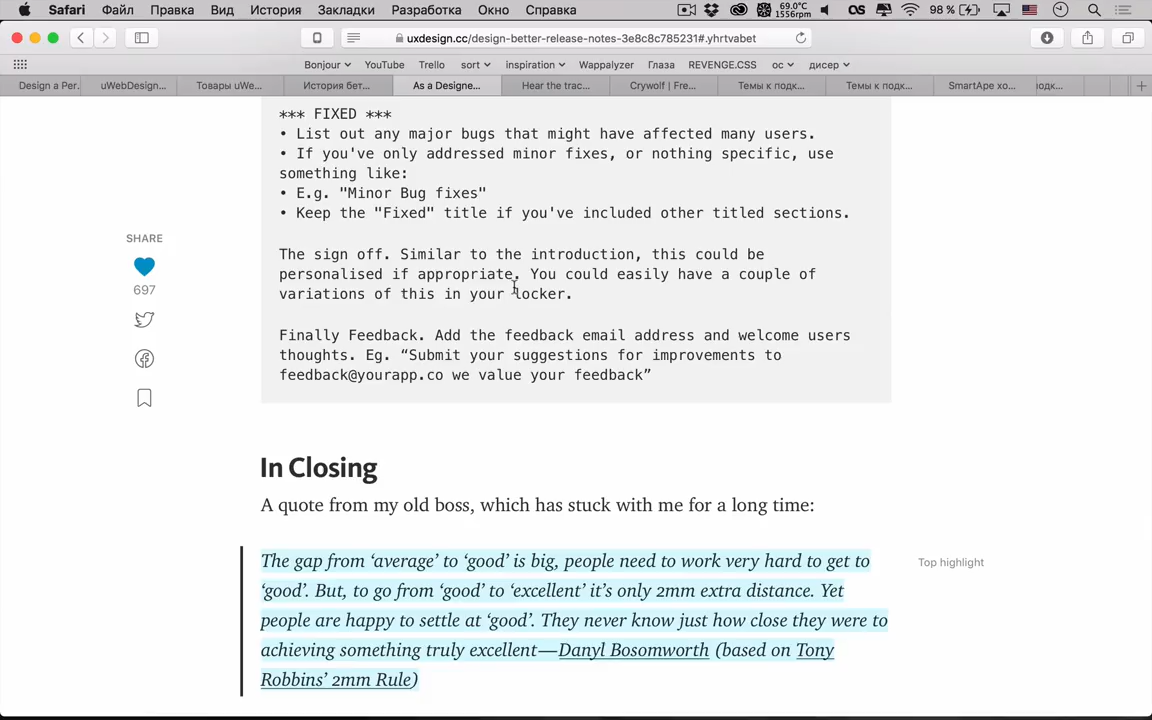 Safari Файл Правка Вид История Закладки Разработка Окно Справка 69.0°C 1556rpm OS 98 %
uxdesign.cc/design-better-release-notes-3e8c8c785231#.yhrtvabet
Bonjour YouTube Trello sort inspiration Wappalyzer Глаза REVENGE.CSS ос дисер
Design a Per... uWebDesign... Товары uWe... История бет... As a Designe... Hear the trac... Crywolf | Fre... Темы к подк... Темы к подк... SmartApe хо... подк...
*** FIXED ***
• List out any major bugs that might have affected many users.
• If you've only addressed minor fixes, or nothing specific, use
something like:
• E.g. "Minor Bug fixes"
• Keep the "Fixed" title if you've included other titled sections.
The sign off. Similar to the introduction, this could be
personalised if appropriate. You could easily have a couple of
variations of this in your locker.
Finally Feedback. Add the feedback email address and welcome users
thoughts. Eg. “Submit your suggestions for improvements to
feedback@yourapp.co we value your feedback”
SHARE
697
In Closing
A quote from my old boss, which has stuck with me for a long time:
The gap from ‘average’ to ‘good’ is big, people need to work very hard to get to
‘good’. But, to go from ‘good’ to ‘excellent’ it’s only 2mm extra distance. Yet
people are happy to settle at ‘good’. They never know just how close they were to
achieving something truly excellent — Danyl Bosomworth (based on Tony
Robbins’ 2mm Rule)
Top highlight